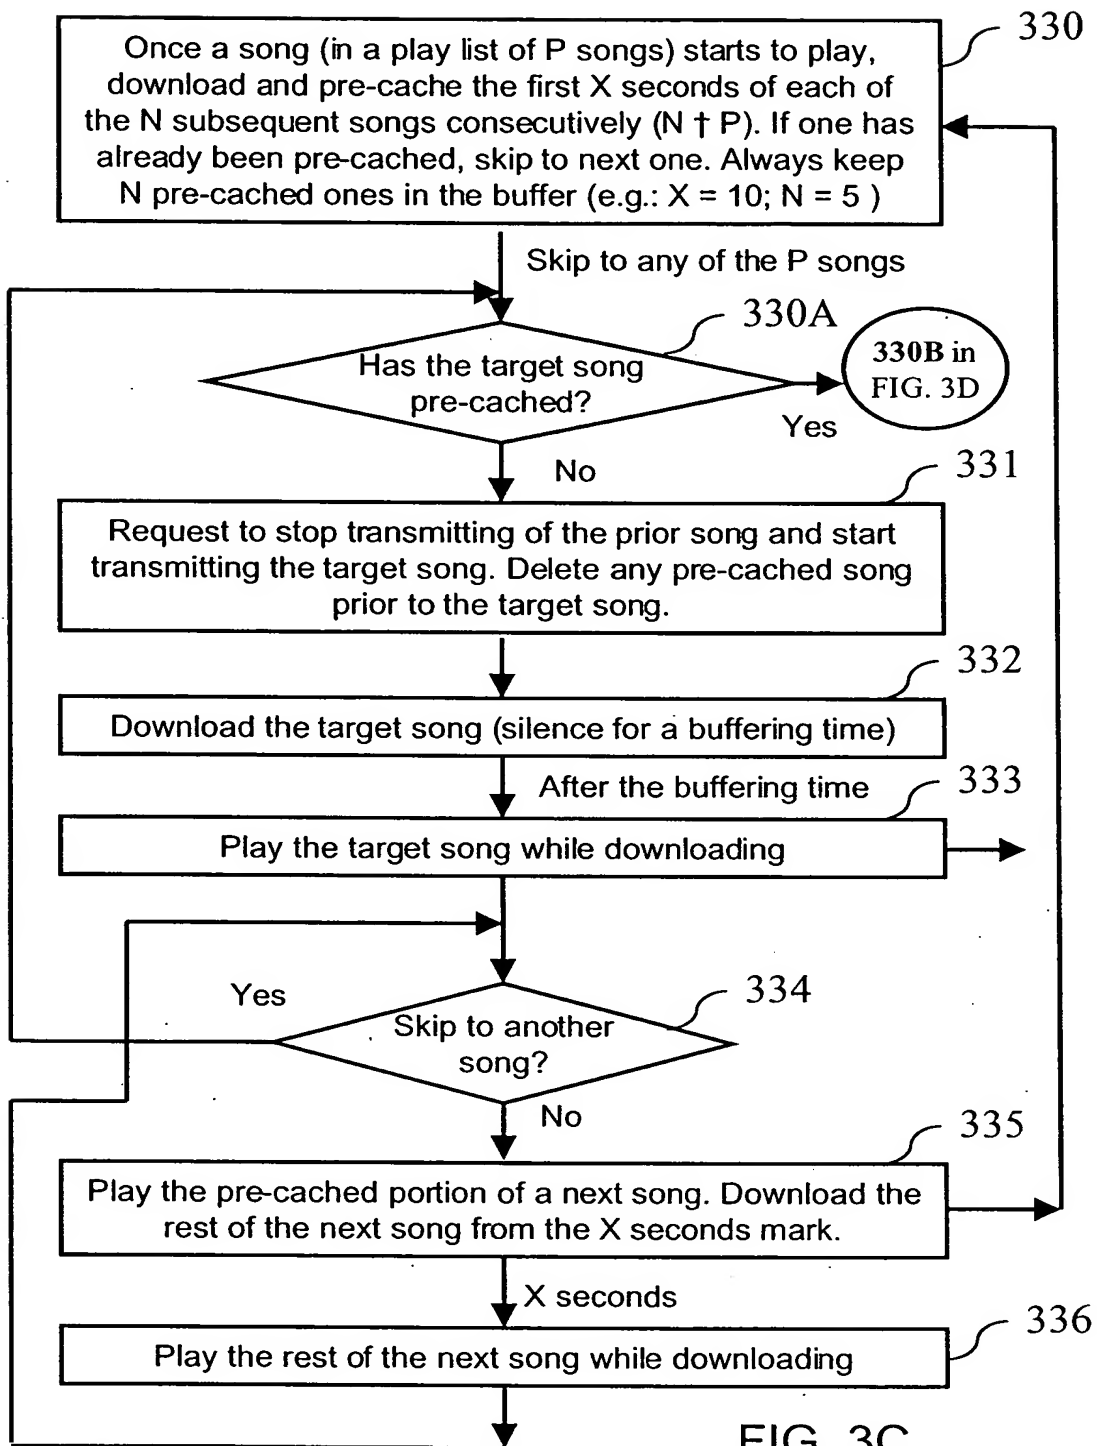 330
Once a song (in a play list of P songs) starts to play,
download and pre-cache the first X seconds of each of
the N subsequent songs consecutively (N † P). If one has
already been pre-cached, skip to next one. Always keep
N pre-cached ones in the buffer (e.g.: X = 10; N = 5 )
Skip to any of the P songs
330A
Has the target song
pre-cached?
330B in
FIG. 3D
Yes
No
331
Request to stop transmitting of the prior song and start
transmitting the target song. Delete any pre-cached song
prior to the target song.
332
Download the target song (silence for a buffering time)
After the buffering time
333
Play the target song while downloading
Yes
334
Skip to another
song?
No
335
Play the pre-cached portion of a next song. Download the
rest of the next song from the X seconds mark.
X seconds
336
Play the rest of the next song while downloading
FIG. 3C